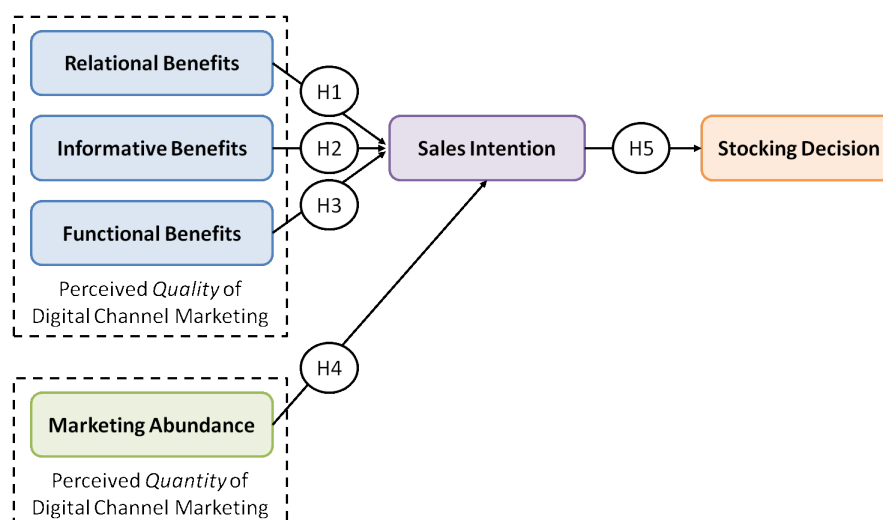 Relational Benefits
H1
Informative Benefits
H2
Sales Intention
H5
Stocking Decision
Functional Benefits
H3
Perceived Quality of
Digital Channel Marketing
H4
Marketing Abundance
Perceived Quantity of
Digital Channel Marketing